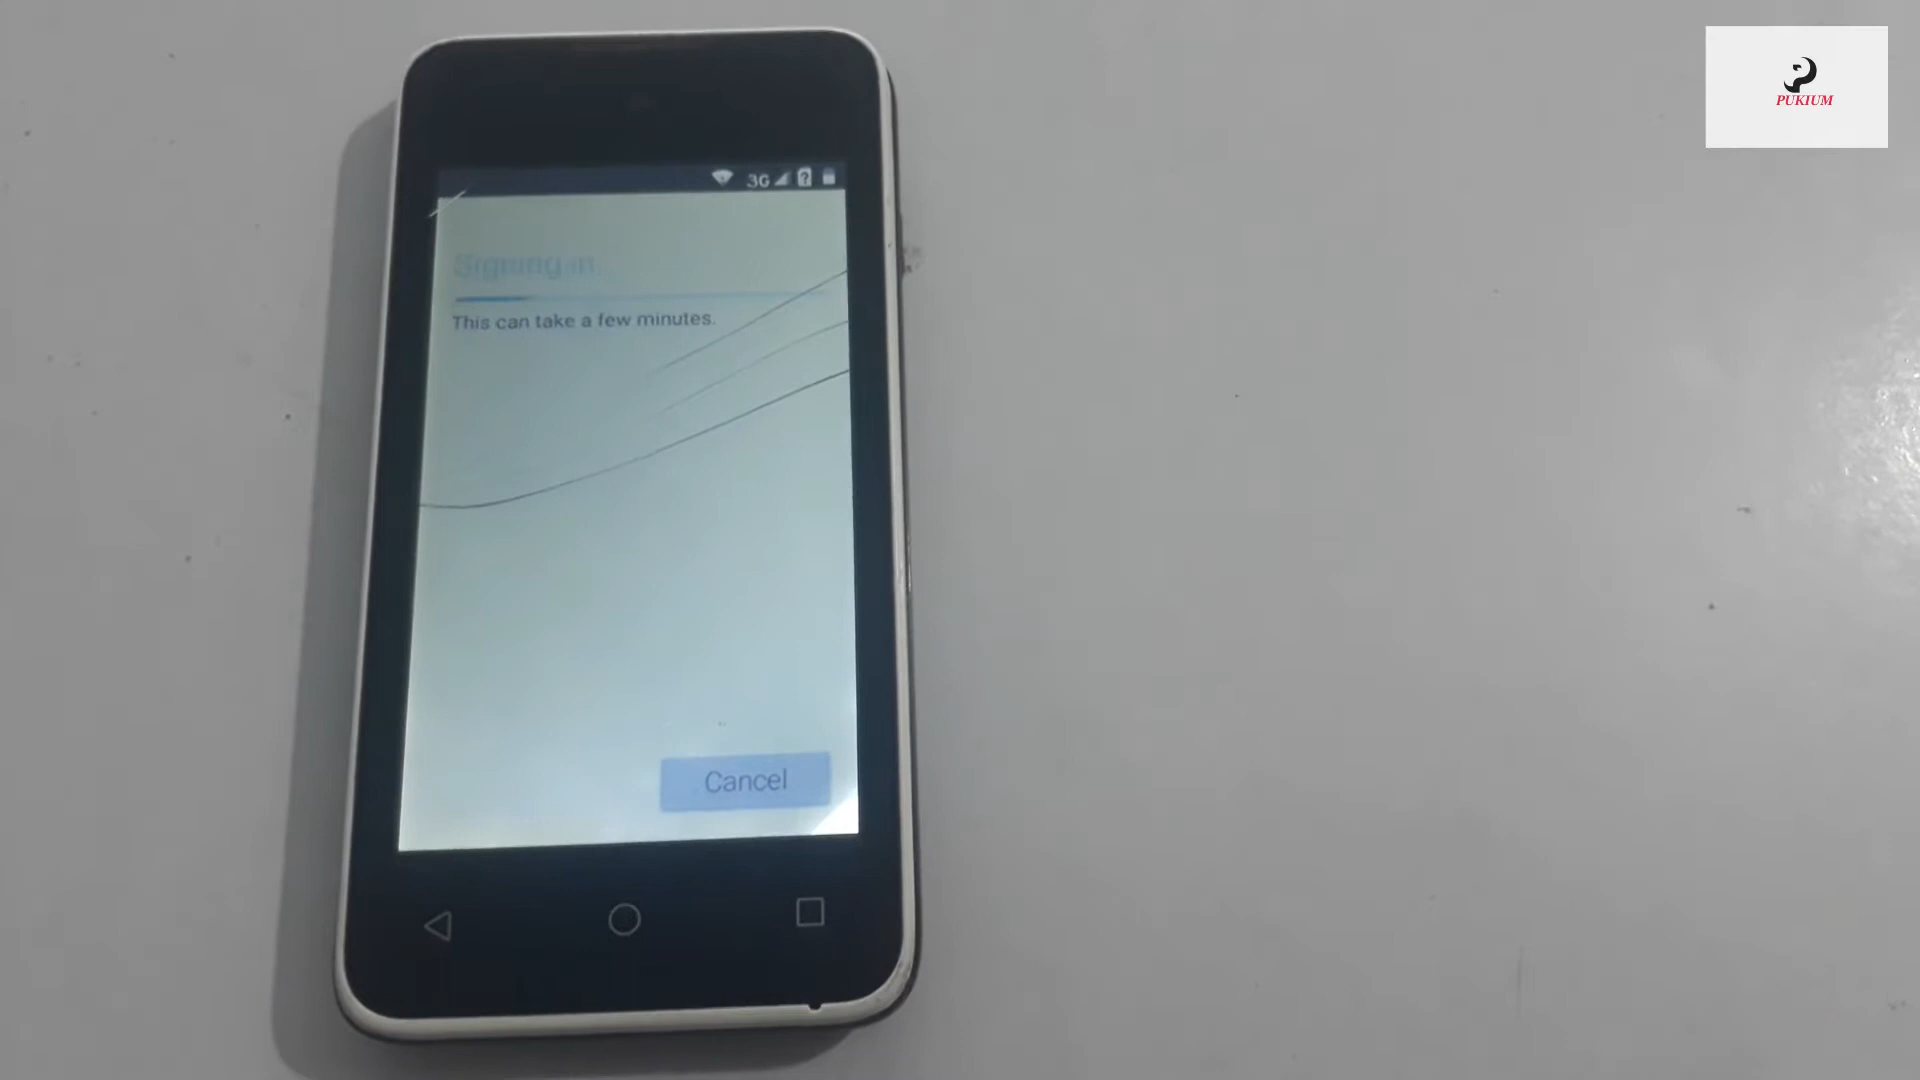 PUKIUM
3G
Signing in...
This can take a few minutes.
Cancel